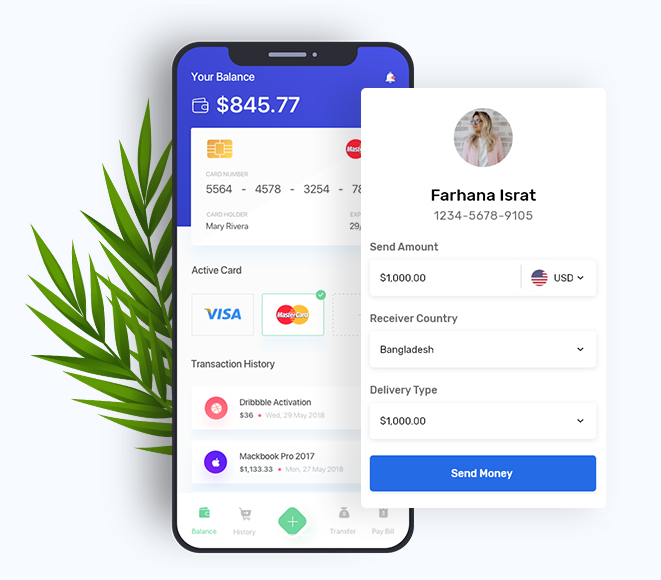 Your Balance
$845.77
MasterCard
CARD NUMBER
5564 - 4578 - 3254 - 78
CARD HOLDER
Mary Rivera
EXP
29/
Active Card
VISA
MasterCard
Transaction History
Dribbble Activation
$36 • Wed, 29 May 2018
Mackbook Pro 2017
$1,133.33 • Mon, 27 May 2018
Balance
History
Transfer
Pay Bill
Farhana Israt
1234-5678-9105
Send Amount
$1,000.00
USD
Receiver Country
Bangladesh
Delivery Type
$1,000.00
Send Money